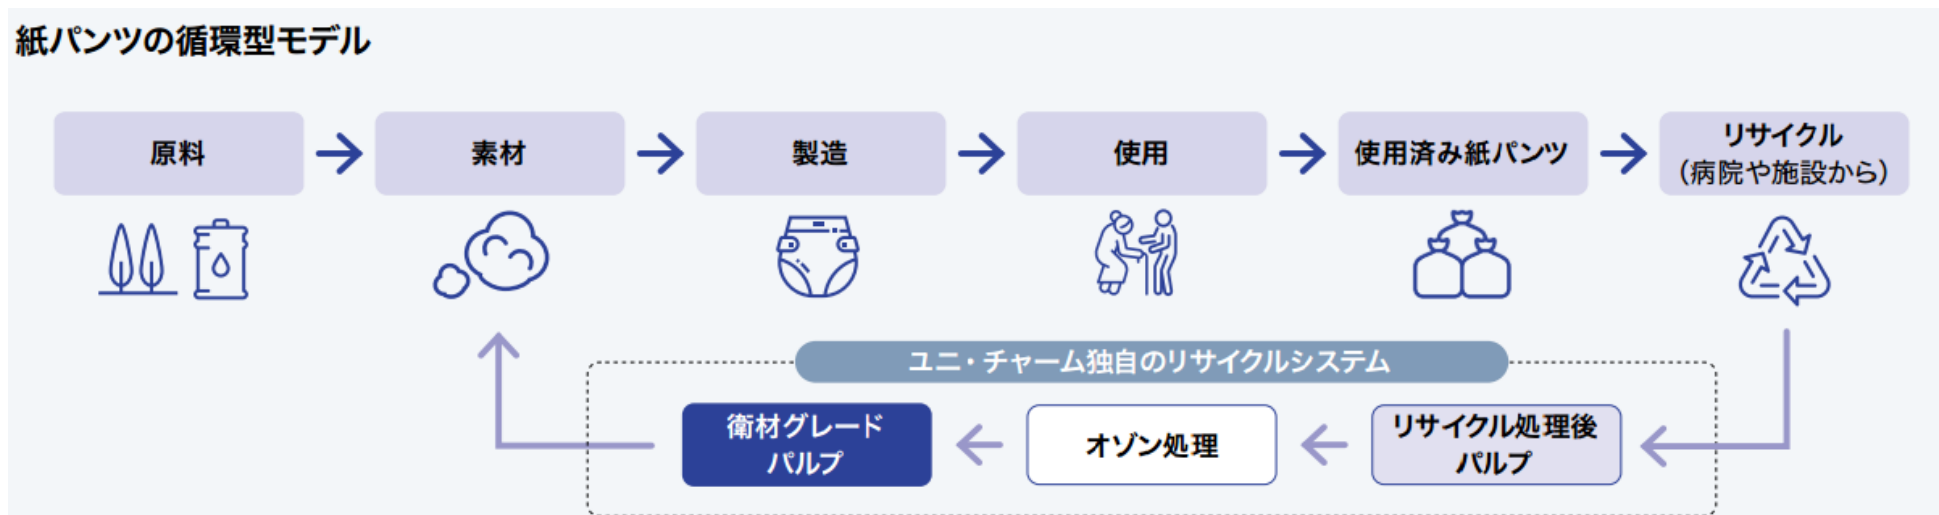 紙パンツの循環型モデル
原料
素材
製造
使用
使用済み紙パンツ
リサイクル
（病院や施設から）
ユニ・チャーム独自のリサイクルシステム
衛材グレード
パルプ
オゾン処理
リサイクル処理後
パルプ